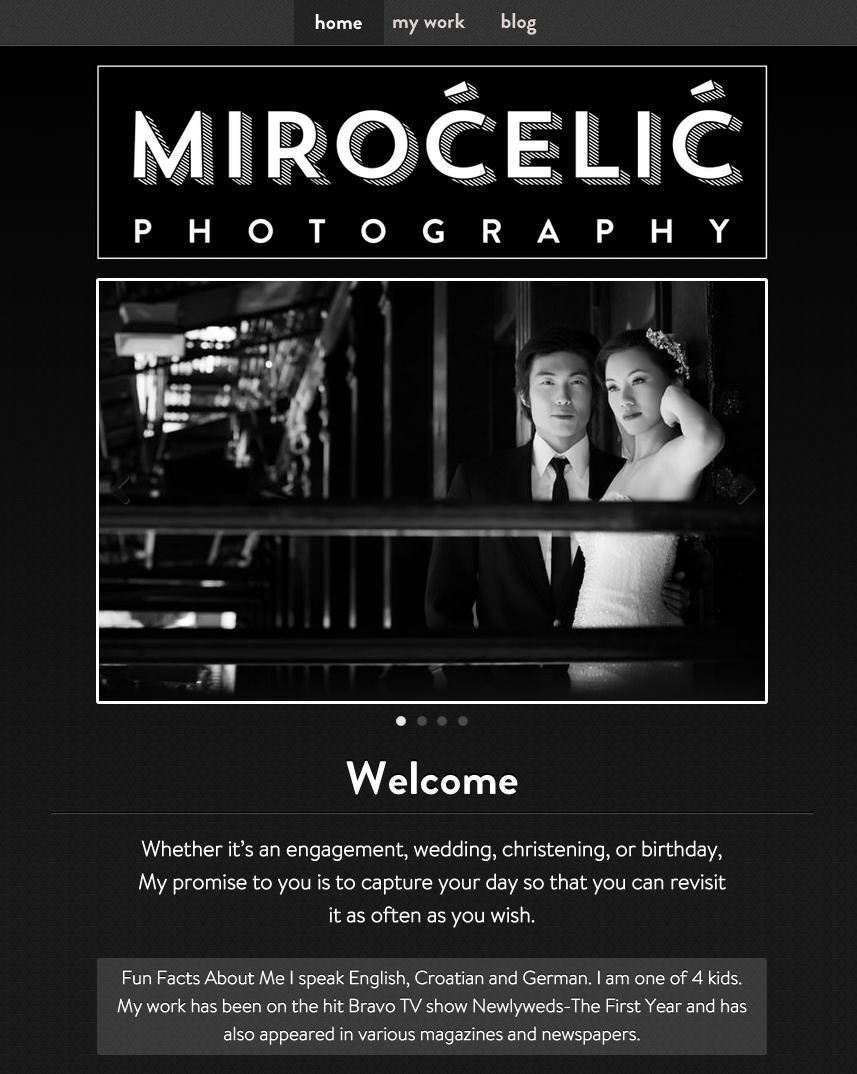 home my work blog
MIROĆELIĆ
PHOTOGRAPHY
Welcome
Whether it's an engagement, wedding, christening, or birthday,
My promise to you is to capture your day so that you can revisit
it as often as you wish.
Fun Facts About Me I speak English, Croatian and German. I am one of 4 kids.
My work has been on the hit Bravo TV show Newlyweds-The First Year and has
also appeared in various magazines and newspapers.